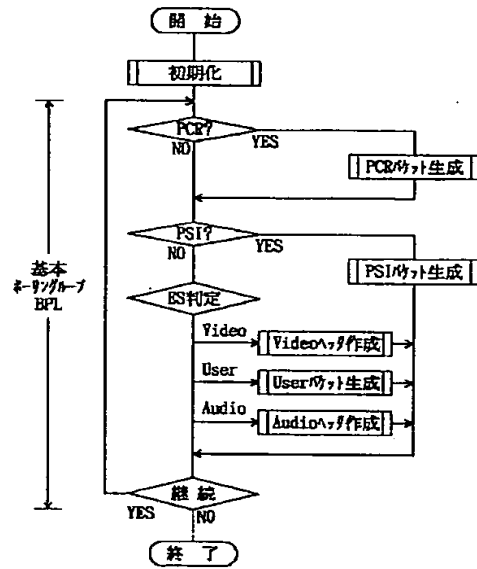 開 始
初期化
PCR?
YES
NO
PCRパケット生成
PSI?
YES
NO
PSIパケット生成
基本
ポーリングループ
BPL
ES判定
Video
Videoヘッダ作成
User
Userパケット生成
Audio
Audioヘッダ作成
継 続
YES
NO
終 了